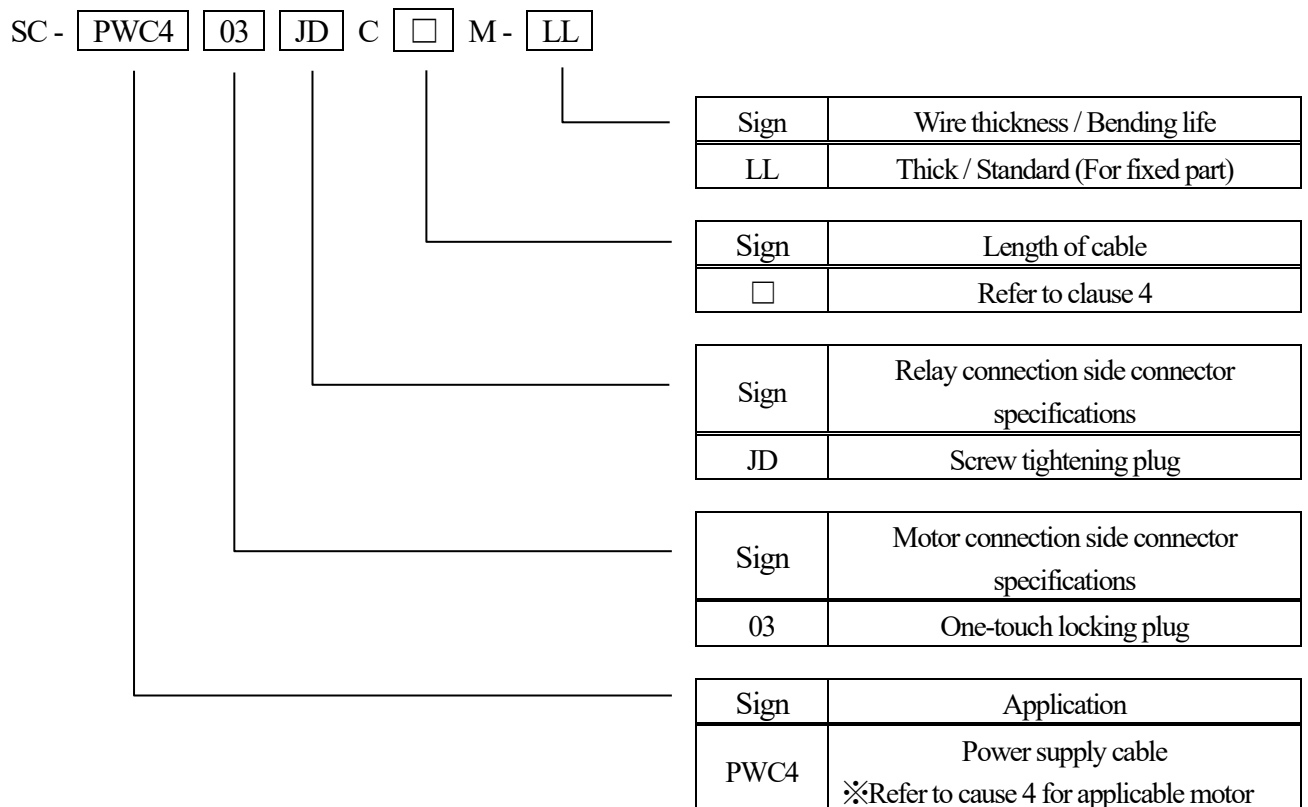 SC - PWC4 03 JD C □ M - LL
Sign Wire thickness / Bending life
LL Thick / Standard (For fixed part)
Sign Length of cable
□ Refer to clause 4
Sign Relay connection side connector
specifications
JD Screw tightening plug
Sign Motor connection side connector
specifications
03 One-touch locking plug
Sign Application
PWC4 Power supply cable
※Refer to cause 4 for applicable motor